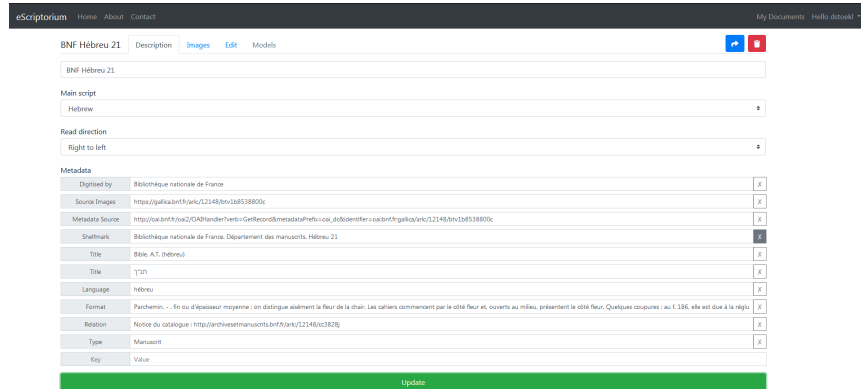 eScriptorium Home About Contact My Documents Hello dstoekl
BNF Hébreu 21 Description Images Edit Models
BNF Hébreu 21
Main script
Hebrew
Read direction
Right to left
Metadata
Digitised by Bibliothèque nationale de France X
Source Images https://gallica.bnf.fr/ark:/12148/btv1b8538800c X
Metadata Source http://oai.bnf.fr/oai2/OAIHandler?verb=GetRecord&metadataPrefix=oai_dc&identifier=oai:bnf.fr:gallica/ark:/12148/btv1b8538800c X
Shelfmark Bibliothèque nationale de France. Département des manuscrits. Hébreu 21 X
Title Bible. A.T. (hébreu) X
Title תנ"ך X
Language hébreu X
Format Parchemin. - . fin ou d'épaisseur moyenne : on distingue aisément la fleur de la chair. Les cahiers commencent par le côté fleur et, ouverts au milieu, présentent le côté fleur. Quelques coupures : au f. 186, elle est due à la réglu X
Relation Notice du catalogue : http://archivesetmanuscrits.bnf.fr/ark:/12148/cc3828j X
Type Manuscrit X
Key Value
Update